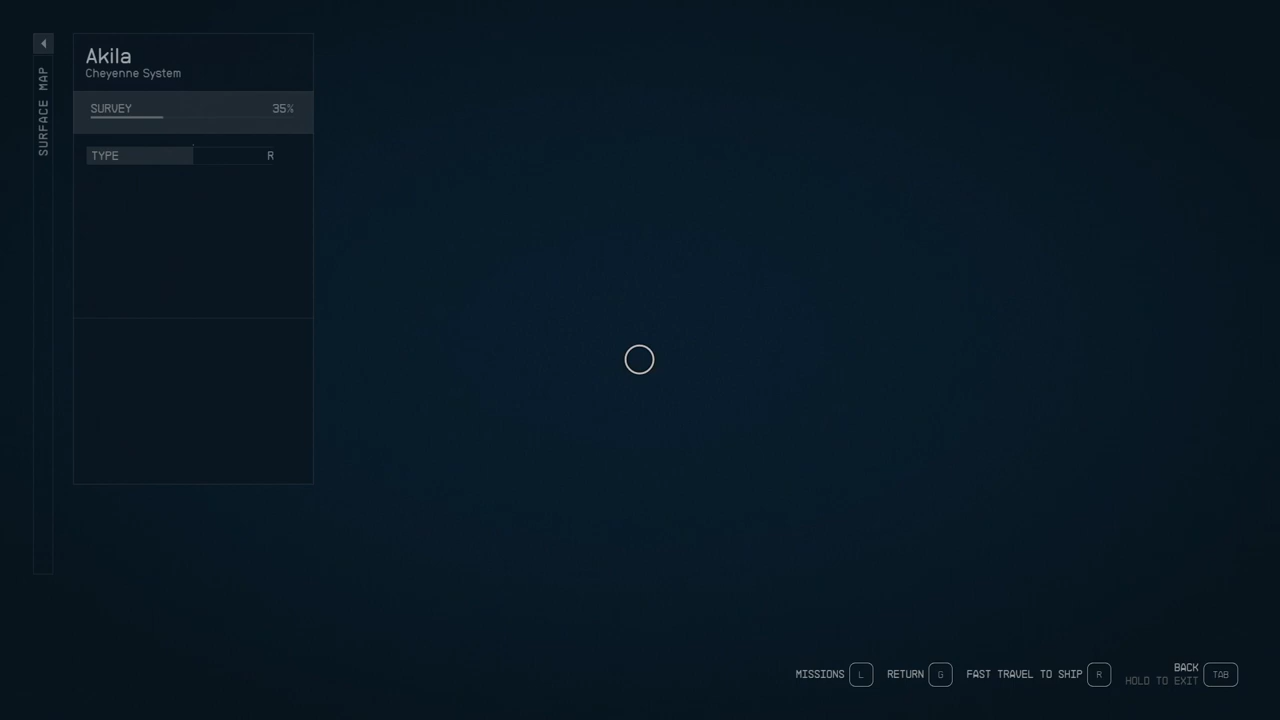 Akila
Cheyenne System
SURFACE MAP
SURVEY 35%
TYPE R
MISSIONS L RETURN G FAST TRAVEL TO SHIP R BACK TAB
HOLD TO EXIT